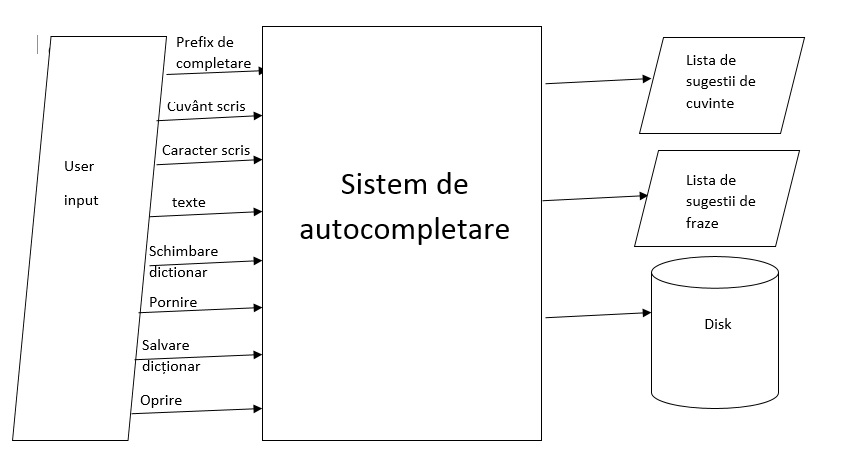 User
input
Prefix de
completare
Cuvânt scris
Caracter scris
texte
Schimbare
dictionar
Pornire
Salvare
dicționar
Oprire
Sistem de
autocompletare
Lista de
sugestii de
cuvinte
Lista de
sugestii de
fraze
Disk